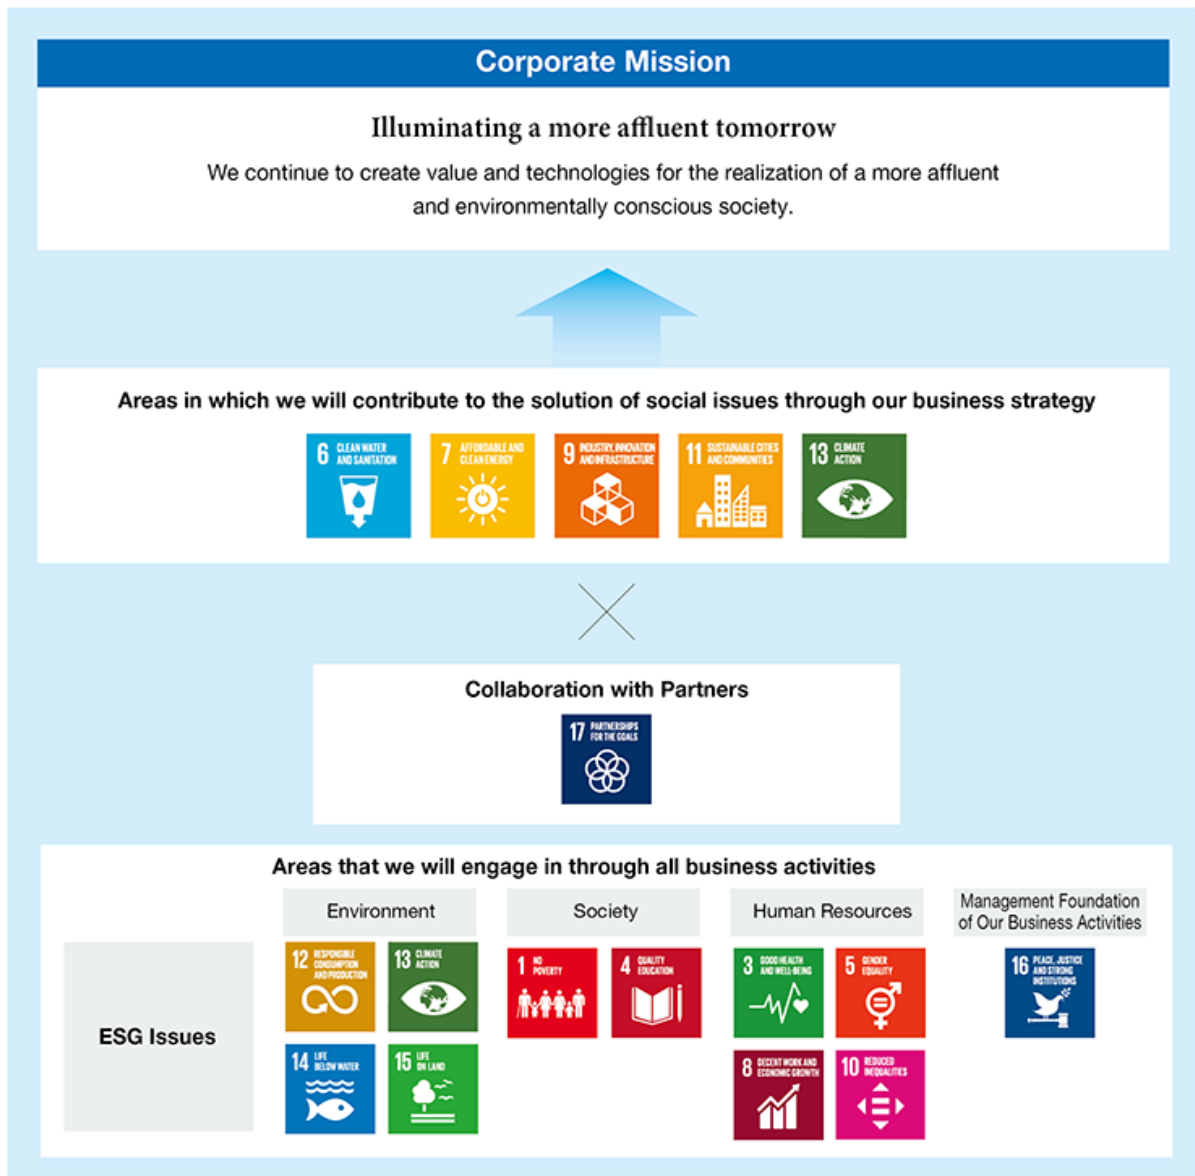 Corporate Mission
Illuminating a more affluent tomorrow
We continue to create value and technologies for the realization of a more affluent
and environmentally conscious society.
Areas in which we will contribute to the solution of social issues through our business strategy
6 CLEAN WATER
AND SANITATION
7 AFFORDABLE AND
CLEAN ENERGY
9 INDUSTRY, INNOVATION
AND INFRASTRUCTURE
11 SUSTAINABLE CITIES
AND COMMUNITIES
13 CLIMATE
ACTION
Collaboration with Partners
17 PARTNERSHIPS
FOR THE GOALS
Areas that we will engage in through all business activities
ESG Issues
Environment
12 RESPONSIBLE
CONSUMPTION
AND PRODUCTION
13 CLIMATE
ACTION
14 LIFE
BELOW WATER
15 LIFE
ON LAND
Society
1 NO
POVERTY
4 QUALITY
EDUCATION
Human Resources
3 GOOD HEALTH
AND WELL-BEING
5 GENDER
EQUALITY
8 DECENT WORK AND
ECONOMIC GROWTH
10 REDUCED
INEQUALITIES
Management Foundation
of Our Business Activities
16 PEACE, JUSTICE
AND STRONG
INSTITUTIONS